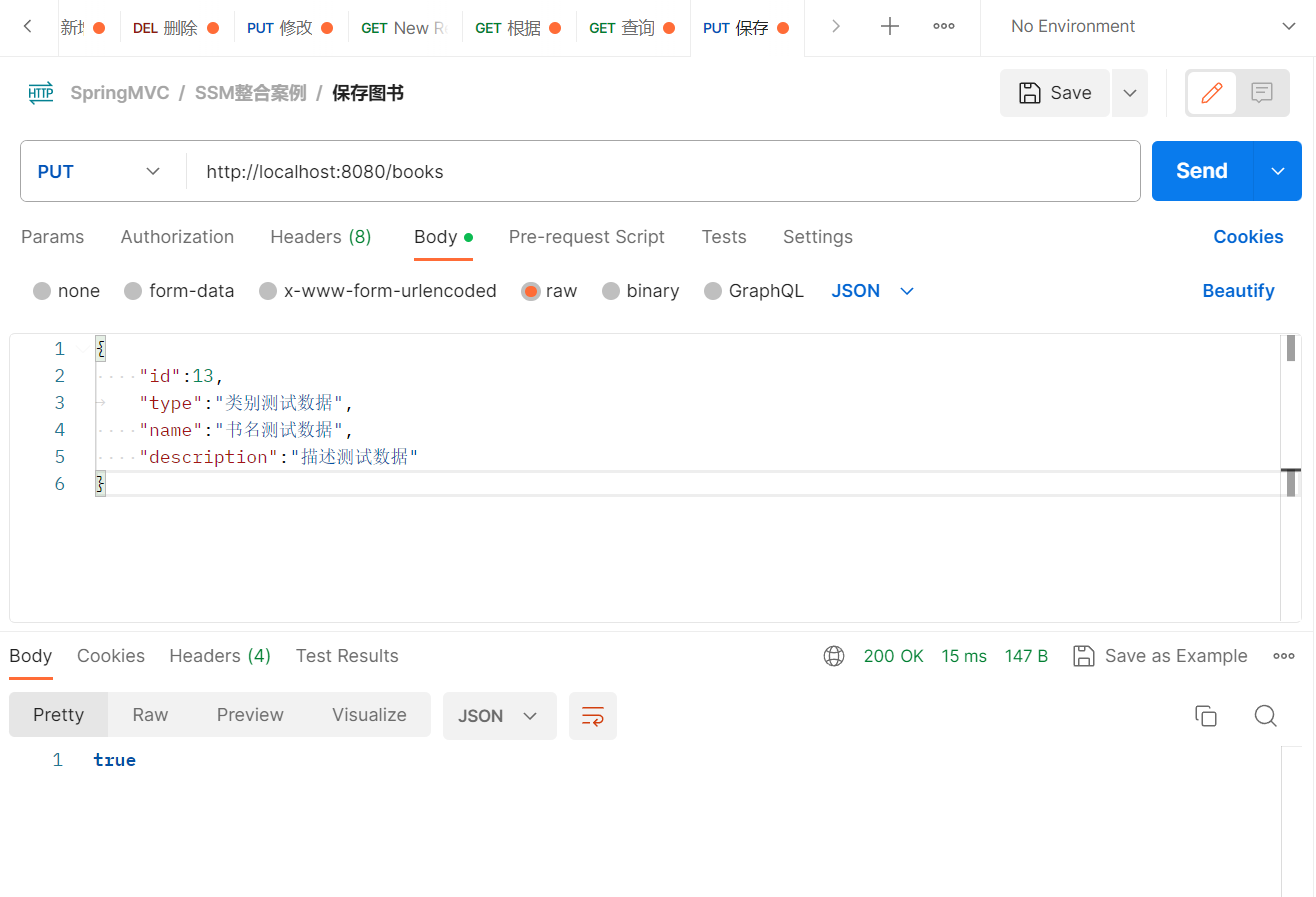 新 DEL 删除 PUT 修改 GET New R GET 根据 GET 查询 PUT 保存 No Environment
HTTP SpringMVC / SSM整合案例 / 保存图书 Save
PUT http://localhost:8080/books Send
Params Authorization Headers (8) Body Pre-request Script Tests Settings Cookies
none form-data x-www-form-urlencoded raw binary GraphQL JSON Beautify
1 {
2 "id":13,
3 "type":"类别测试数据",
4 "name":"书名测试数据",
5 "description":"描述测试数据"
6 }
Body Cookies Headers (4) Test Results 200 OK 15 ms 147 B Save as Example
Pretty Raw Preview Visualize JSON
1 true